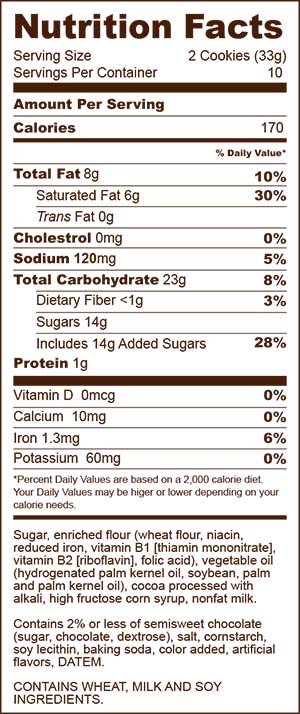 Nutrition Facts
Serving Size 2 Cookies (33g)
Servings Per Container 10
Amount Per Serving
Calories 170
% Daily Value*
Total Fat 8g 10%
Saturated Fat 6g 30%
Trans Fat 0g
Cholestrol 0mg 0%
Sodium 120mg 5%
Total Carbohydrate 23g 8%
Dietary Fiber <1g 3%
Sugars 14g
Includes 14g Added Sugars 28%
Protein 1g
Vitamin D 0mcg 0%
Calcium 10mg 0%
Iron 1.3mg 6%
Potassium 60mg 0%
*Percent Daily Values are based on a 2,000 calorie diet.
Your Daily Values may be higer or lower depending on your
calorie needs.
Sugar, enriched flour (wheat flour, niacin,
reduced iron, vitamin B1 [thiamin mononitrate],
vitamin B2 [riboflavin], folic acid), vegetable oil
(hydrogenated palm kernel oil, soybean, palm
and palm kernel oil), cocoa processed with
alkali, high fructose corn syrup, nonfat milk.
Contains 2% or less of semisweet chocolate
(sugar, chocolate, dextrose), salt, cornstarch,
soy lecithin, baking soda, color added, artificial
flavors, DATEM.
CONTAINS WHEAT, MILK AND SOY
INGREDIENTS.